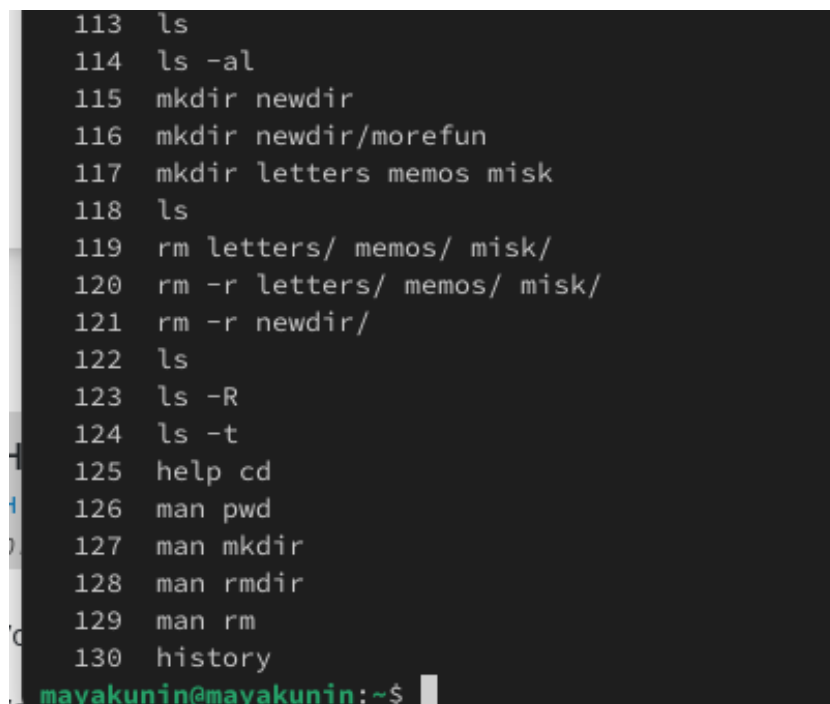 113 ls
114 ls -al
115 mkdir newdir
116 mkdir newdir/morefun
117 mkdir letters memos misk
118 ls
119 rm letters/ memos/ misk/
120 rm -r letters/ memos/ misk/
121 rm -r newdir/
122 ls
123 ls -R
124 ls -t
125 help cd
126 man pwd
127 man mkdir
128 man rmdir
129 man rm
130 history
mayakunin@mayakunin:~$